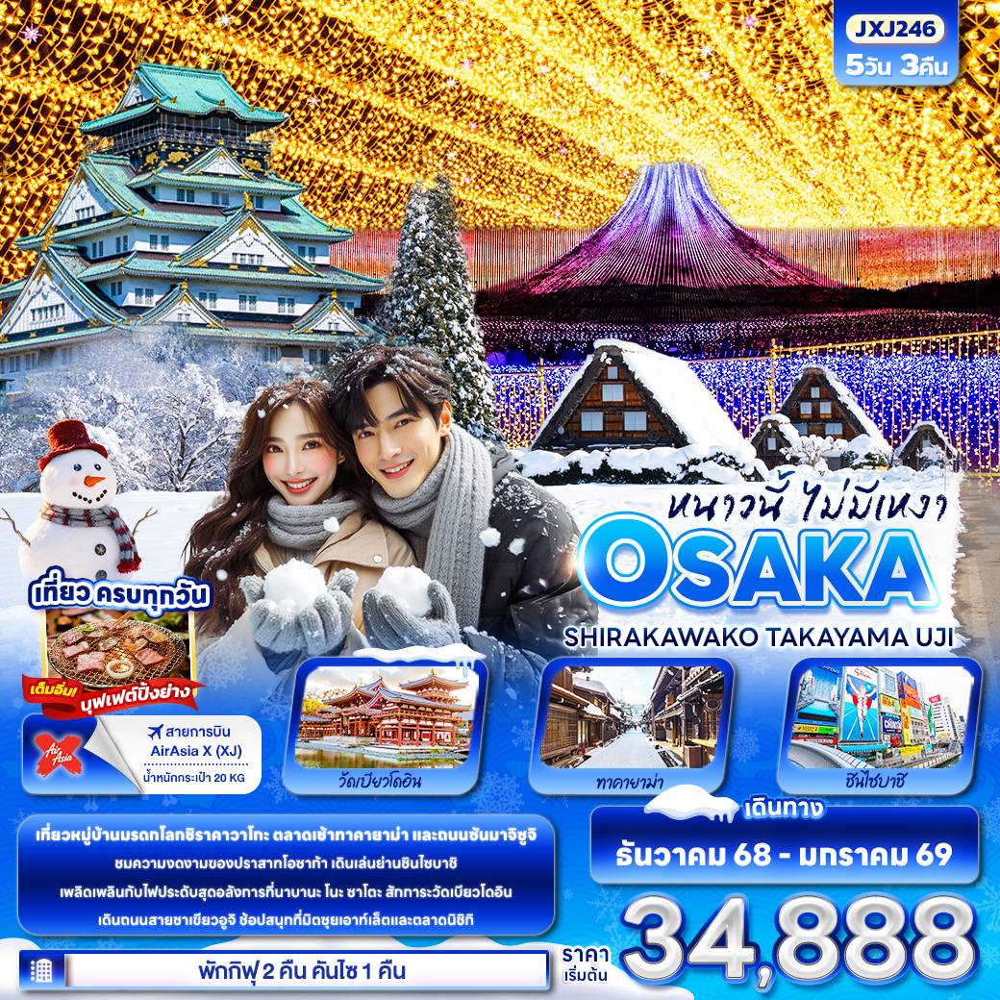 JXJ246
5วัน 3คืน
หนาวนี้ ไม่มีเหงา
OSAKA
SHIRAKAWAKO TAKAYAMA UJI
เที่ยว ครบทุกวัน
เต็มอิ่ม! บุฟเฟต์ปิ้งย่าง
Air Asia X
สายการบิน
AirAsia X (XJ)
น้ำหนักกระเป๋า 20 KG
วัดเบียวโดอิน
ทาคายาม่า
ชินไซบาชิ
Glico
เดินทาง
ธันวาคม 68 - มกราคม 69
เที่ยวหมู่บ้านมรดกโลกชิราคาวาโกะ ตลาดเช้าทาคายาม่า และถนนซันมาจิซูจิ
ชมความงดงามของปราสาทโอซาก้า เดินเล่นย่านชินไซบาชิ
เพลิดเพลินกับไฟประดับสุดอลังการที่นาบานะ โนะ ซาโตะ สักการะวัดเบียวโดอิน
เดินถนนสายชาเขียวอูจิ ช้อปสนุกที่มิตซุยเอาท์เล็ตและตลาดนิชิกิ
พักกิฟุ 2 คืน คันไซ 1 คืน
ราคา
เริ่มต้น
34,888